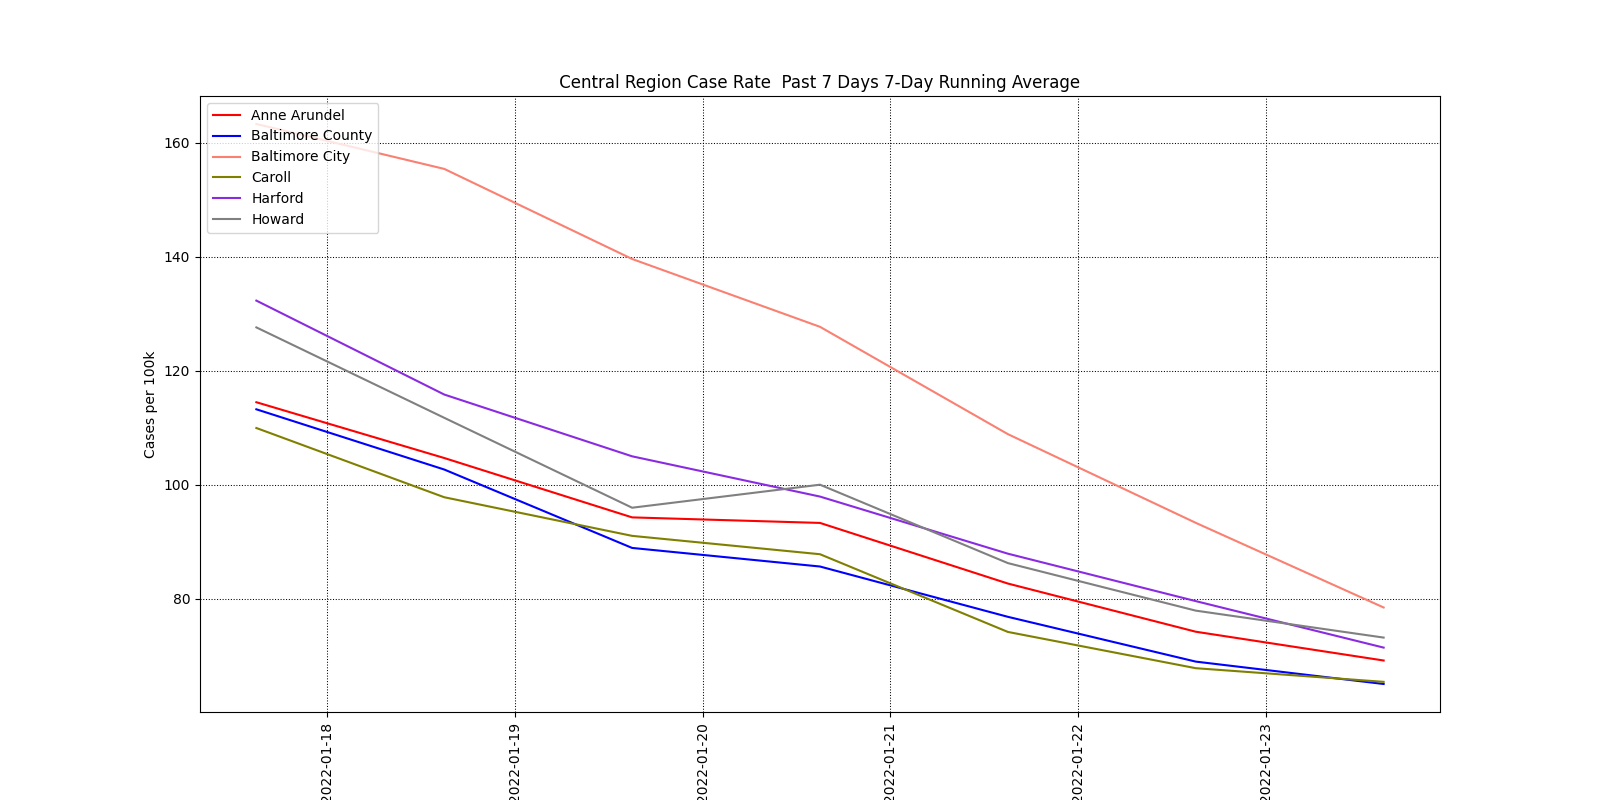 Central Region Case Rate  Past 7 Days 7-Day Running Average
Anne Arundel
Baltimore County
Baltimore City
Caroll
Harford
Howard
160
140
120
100
80
Cases per 100k
2022-01-18
2022-01-19
2022-01-20
2022-01-21
2022-01-22
2022-01-23